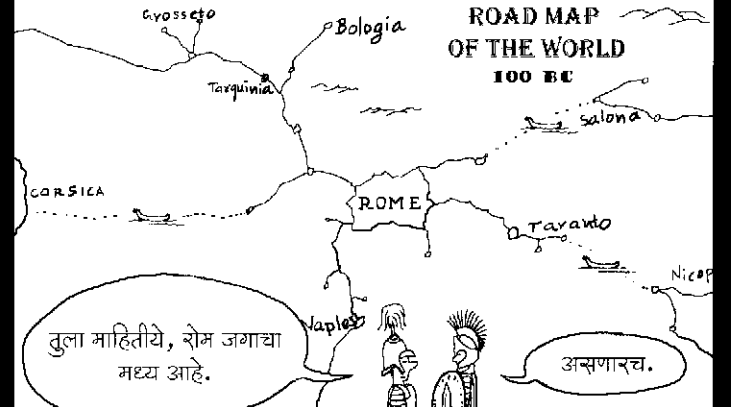 Grosseto
Bologia
ROAD MAP
OF THE WORLD
100 BC
Tarquinia
Salona
CORSICA
ROME
Taranto
Nicop
Naples
तुला माहितीये, रोम जगाचा
मध्य आहे.
असणारच.